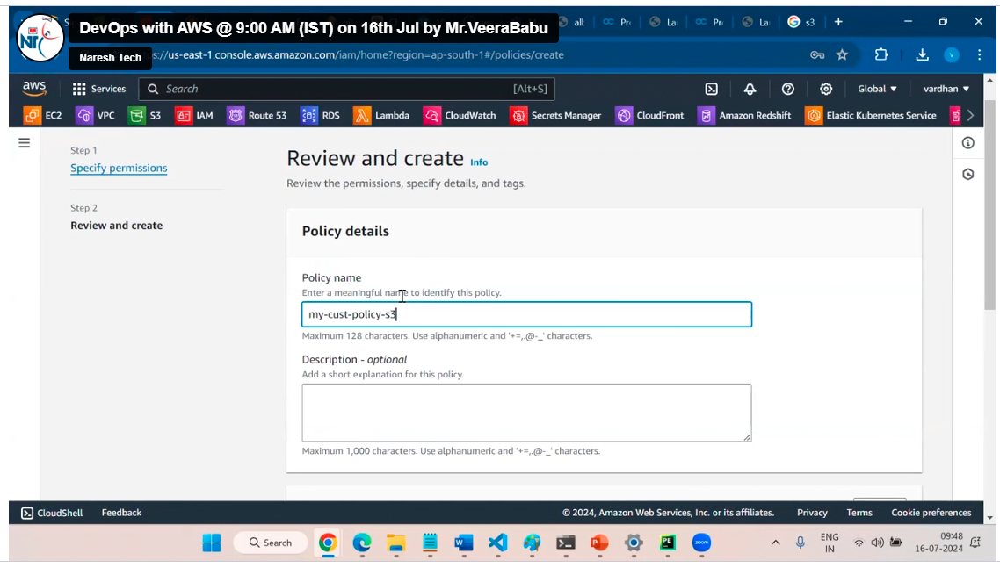 DevOps with AWS @ 9:00 AM (IST) on 16th Jul by Mr.VeeraBabu
Naresh Tech
NT
s3
us-east-1.console.aws.amazon.com/iam/home?region=ap-south-1#/policies/create
aws
Services
Search
[Alt+S]
Global
vardhan
EC2
VPC
S3
IAM
Route 53
RDS
Lambda
CloudWatch
Secrets Manager
CloudFront
Amazon Redshift
Elastic Kubernetes Service
Step 1
Specify permissions
Step 2
Review and create
Review and create Info
Review the permissions, specify details, and tags.
Policy details
Policy name
Enter a meaningful name to identify this policy.
my-cust-policy-s3
Maximum 128 characters. Use alphanumeric and '+=,.@-_' characters.
Description - optional
Add a short explanation for this policy.
Maximum 1,000 characters. Use alphanumeric and '+=,.@-_' characters.
CloudShell
Feedback
© 2024, Amazon Web Services, Inc. or its affiliates.
Privacy
Terms
Cookie preferences
Search
zoom
ENG
IN
09:48
16-07-2024